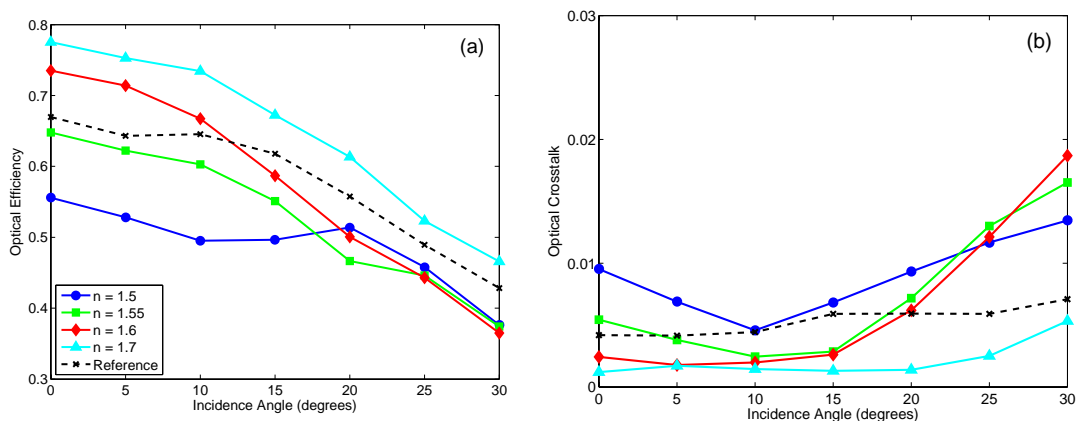 (a)
Optical Efficiency
0.8
0.7
0.6
0.5
0.4
0.3
n = 1.5
n = 1.55
n = 1.6
n = 1.7
Reference
0 5 10 15 20 25 30
Incidence Angle (degrees)
(b)
Optical Crosstalk
0.03
0.02
0.01
0
0 5 10 15 20 25 30
Incidence Angle (degrees)